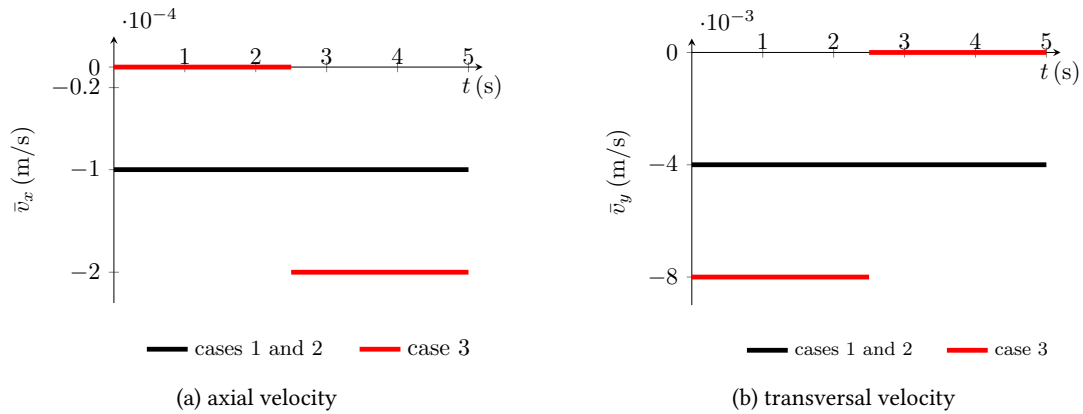 ·10⁻⁴
0
1
2
3
4
5
t (s)
−0.2
−1
−2
v̄ₓ (m/s)
cases 1 and 2
case 3
(a) axial velocity
·10⁻³
0
1
2
3
4
5
t (s)
−4
−8
v̄ᵧ (m/s)
cases 1 and 2
case 3
(b) transversal velocity